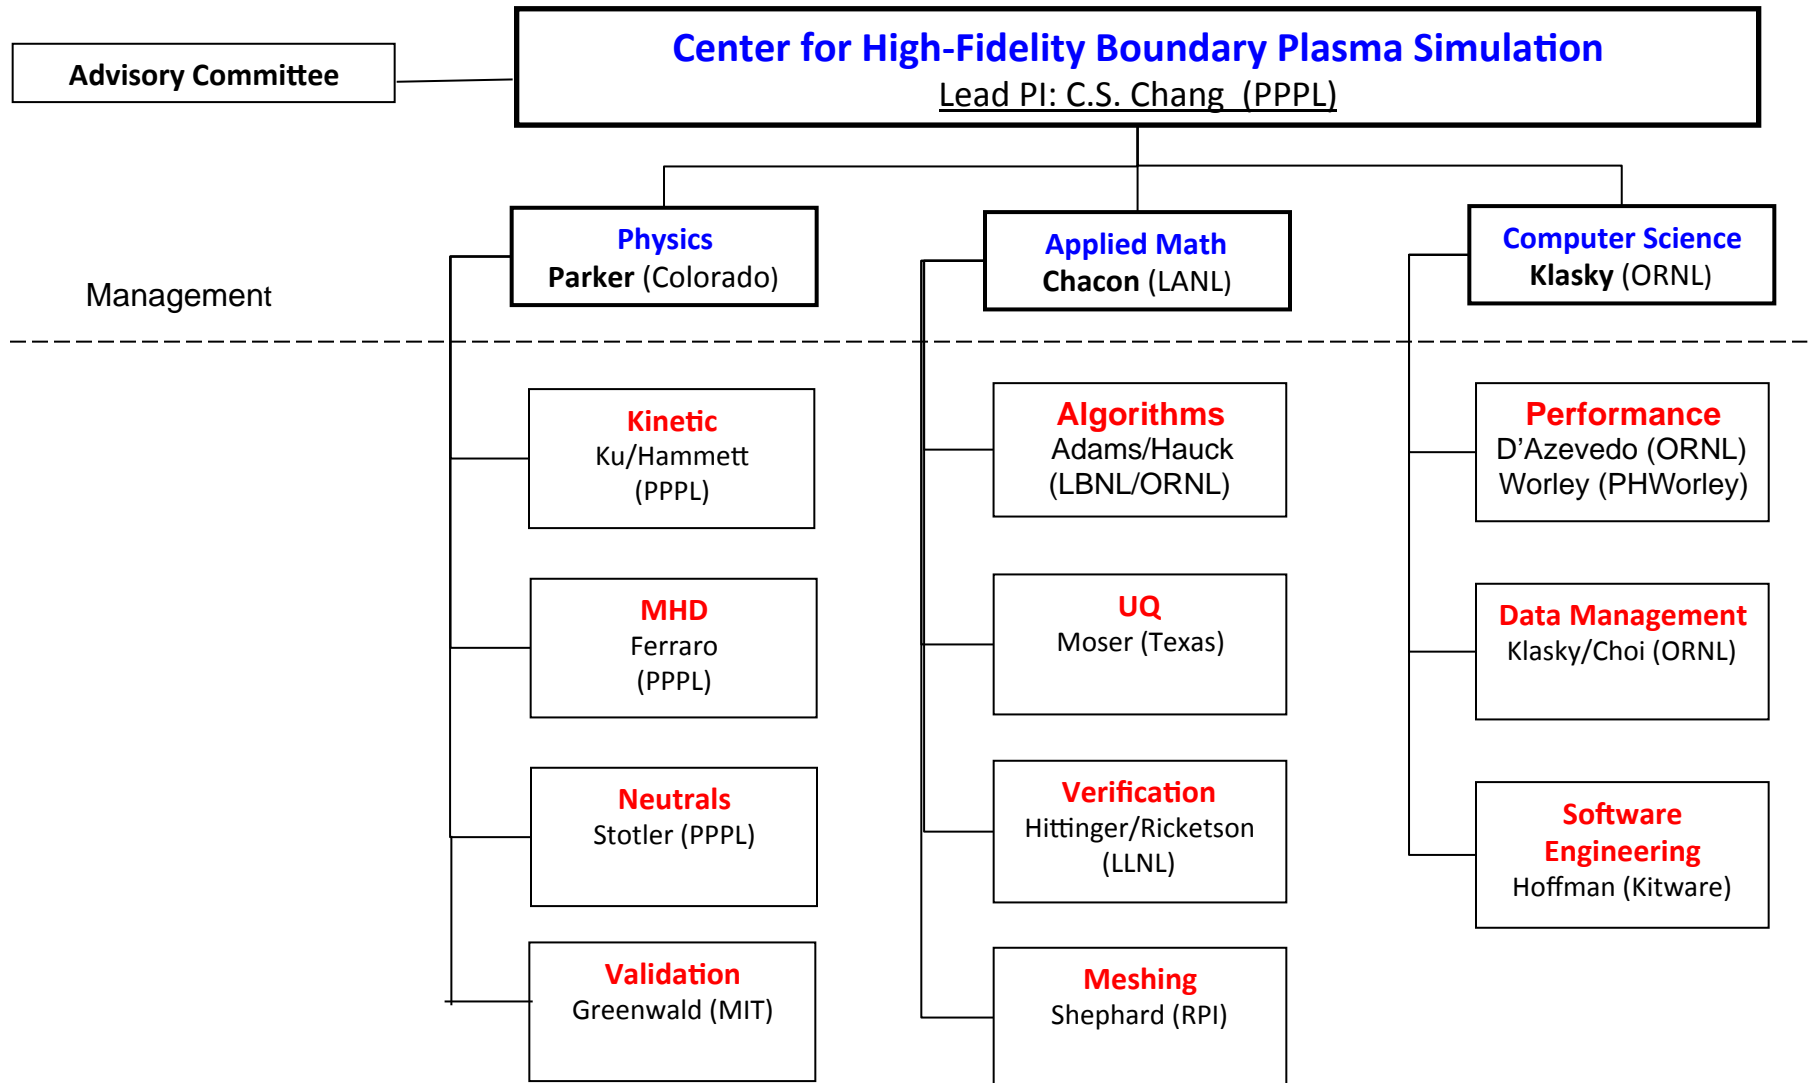 Center for High-Fidelity Boundary Plasma Simulation
Lead PI: C.S. Chang (PPPL)
Advisory Committee
Physics
Parker (Colorado)
Applied Math
Chacon (LANL)
Computer Science
Klasky (ORNL)
Management
Kinetic
Ku/Hammett
(PPPL)
MHD
Ferraro
(PPPL)
Neutrals
Stotler (PPPL)
Validation
Greenwald (MIT)
Algorithms
Adams/Hauck
(LBNL/ORNL)
UQ
Moser (Texas)
Verification
Hittinger/Ricketson
(LLNL)
Meshing
Shephard (RPI)
Performance
D'Azevedo (ORNL)
Worley (PHWorley)
Data Management
Klasky/Choi (ORNL)
Software
Engineering
Hoffman (Kitware)